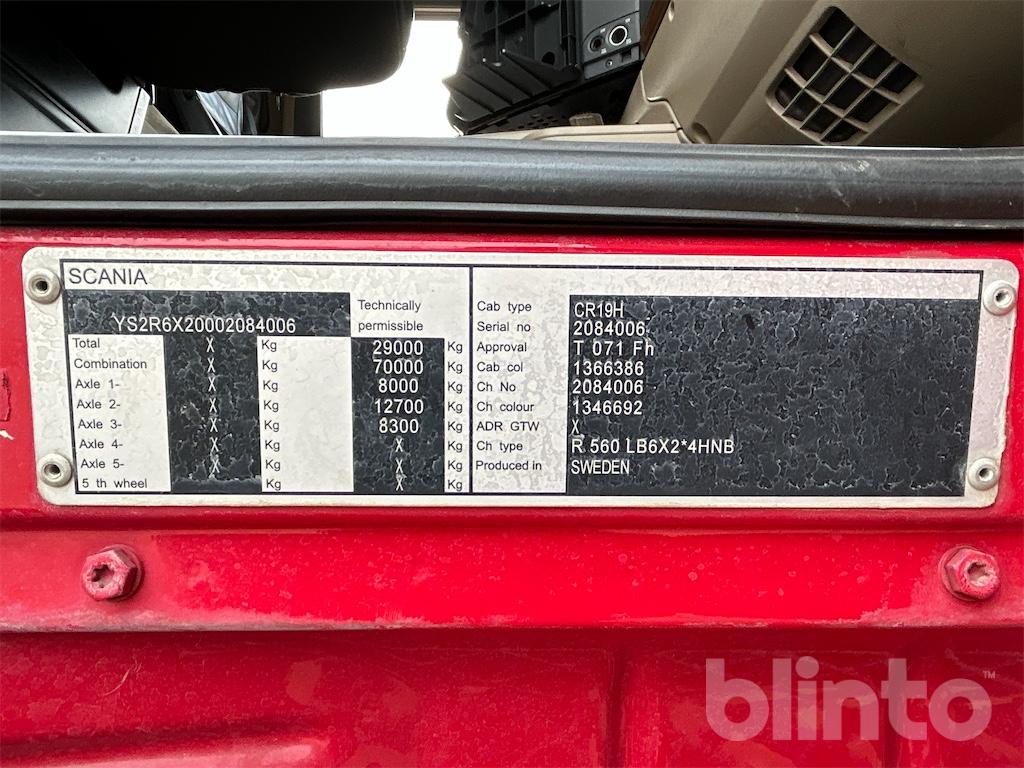 SCANIA
YS2R6X20002084006
Technically
permissible
Total X Kg 29000 Kg
Combination X Kg 70000 Kg
Axle 1- X Kg 8000 Kg
Axle 2- X Kg 12700 Kg
Axle 3- X Kg 8300 Kg
Axle 4- X Kg X Kg
Axle 5- X Kg X Kg
5 th wheel X Kg X Kg
Cab type CR19H
Serial no 2084006
Approval T 071 Fh
Cab col 1366386
Ch No 2084006
Ch colour 1346692
ADR GTW X
Ch type R 560 LB6X2*4HNB
Produced in SWEDEN
blinto™